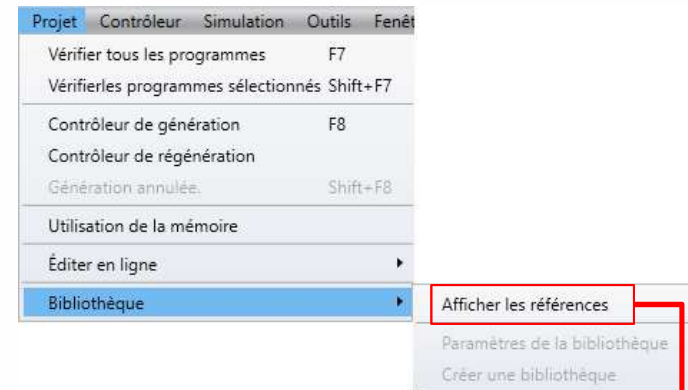 Projet Contrôleur Simulation Outils Fenêt
Vérifier tous les programmes F7
Vérifierles programmes sélectionnés Shift+F7
Contrôleur de génération F8
Contrôleur de régénération
Génération annulée. Shift+F8
Utilisation de la mémoire
Éditer en ligne
Bibliothèque
Afficher les références
Paramètres de la bibliothèque
Créer une bibliothèque